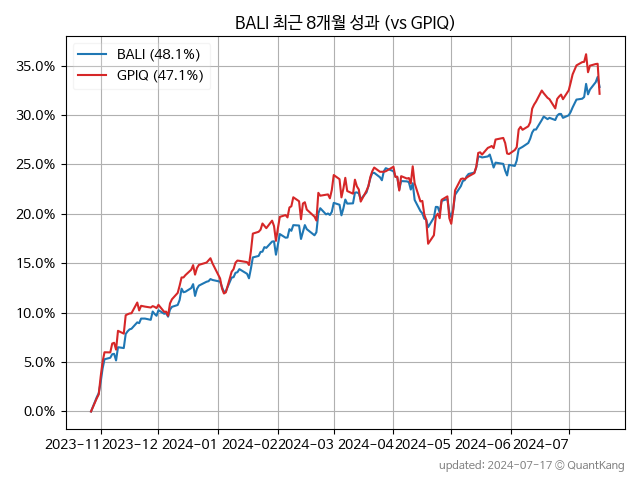 BALI 최근 8개월 성과 (vs GPIQ)
BALI (48.1%)
GPIQ (47.1%)
35.0%
30.0%
25.0%
20.0%
15.0%
10.0%
5.0%
0.0%
2023-11 2023-12 2024-01 2024-02 2024-03 2024-04 2024-05 2024-06 2024-07
updated: 2024-07-17 © QuantKang